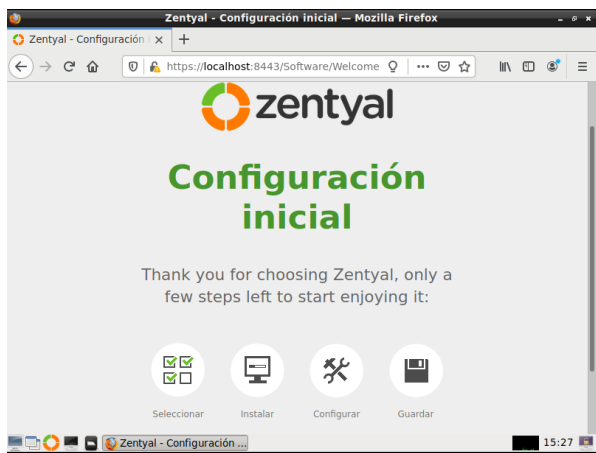 Zentyal - Configuración inicial — Mozilla Firefox
Zentyal - Configuración
https://localhost:8443/Software/Welcome
zentyal
Configuración
inicial
Thank you for choosing Zentyal, only a
few steps left to start enjoying it:
Seleccionar Instalar Configurar Guardar
Zentyal - Configuración ... 15:27